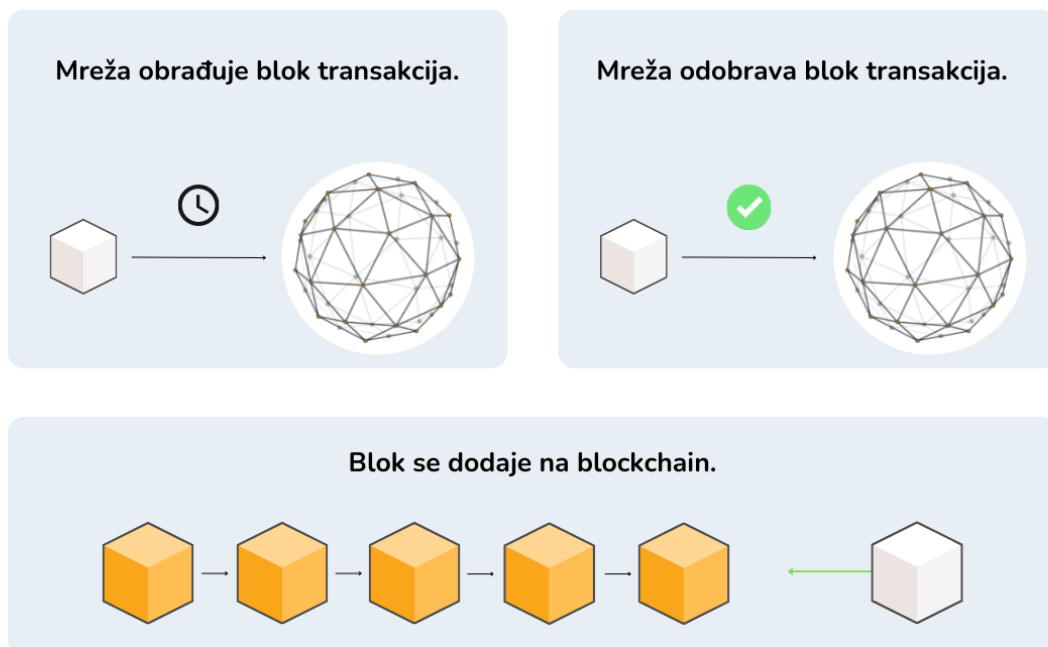 Mreža obrađuje blok transakcija.
Mreža odobrava blok transakcija.
Blok se dodaje na blockchain.